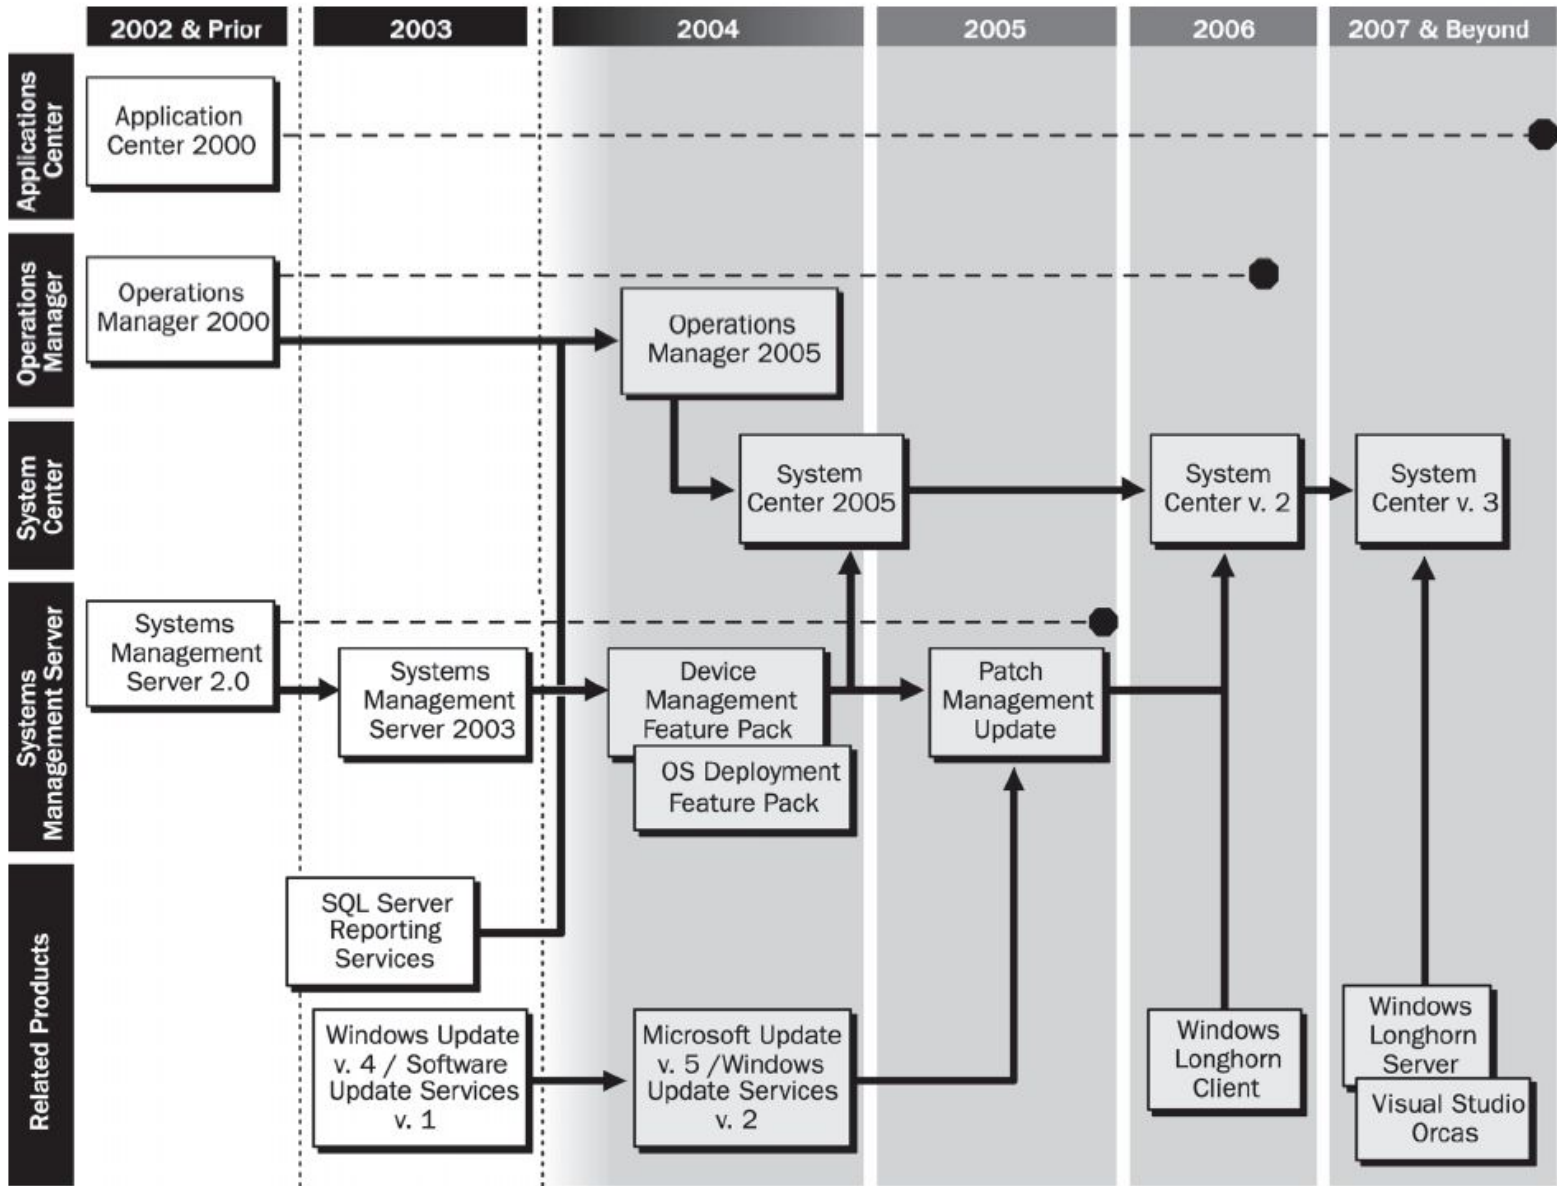 2002 & Prior
2003
2004
2005
2006
2007 & Beyond
Applications
Center
Application
Center 2000
Operations
Manager
Operations
Manager 2000
Operations
Manager 2005
System
Center
System
Center 2005
System
Center v. 2
System
Center v. 3
Systems
Management Server
Systems
Management
Server 2.0
Systems
Management
Server 2003
Device
Management
Feature Pack
OS Deployment
Feature Pack
Patch
Management
Update
Related Products
SQL Server
Reporting
Services
Windows Update
v. 4 / Software
Update Services
v. 1
Microsoft Update
v. 5 /Windows
Update Services
v. 2
Windows
Longhorn
Client
Windows
Longhorn
Server
Visual Studio
Orcas